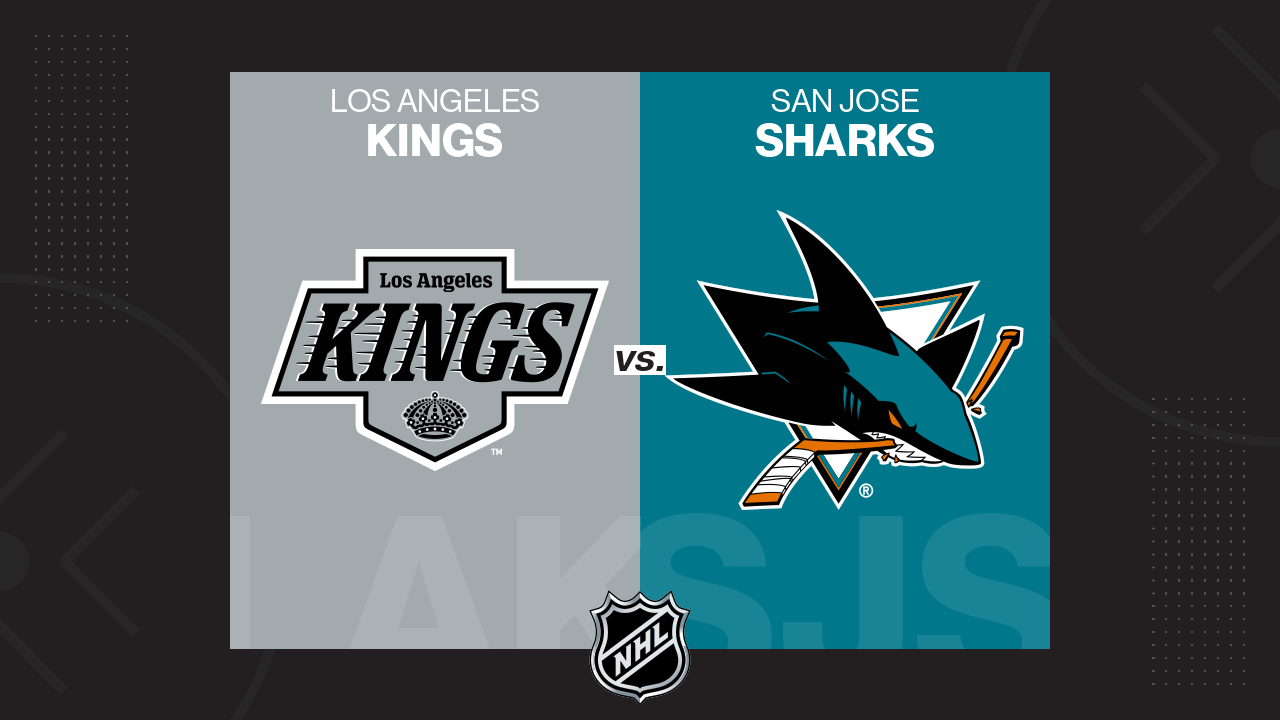 LOS ANGELES
KINGS
SAN JOSE
SHARKS
Los Angeles
KINGS
TM
vs.
®
LAK
SJS
NHL